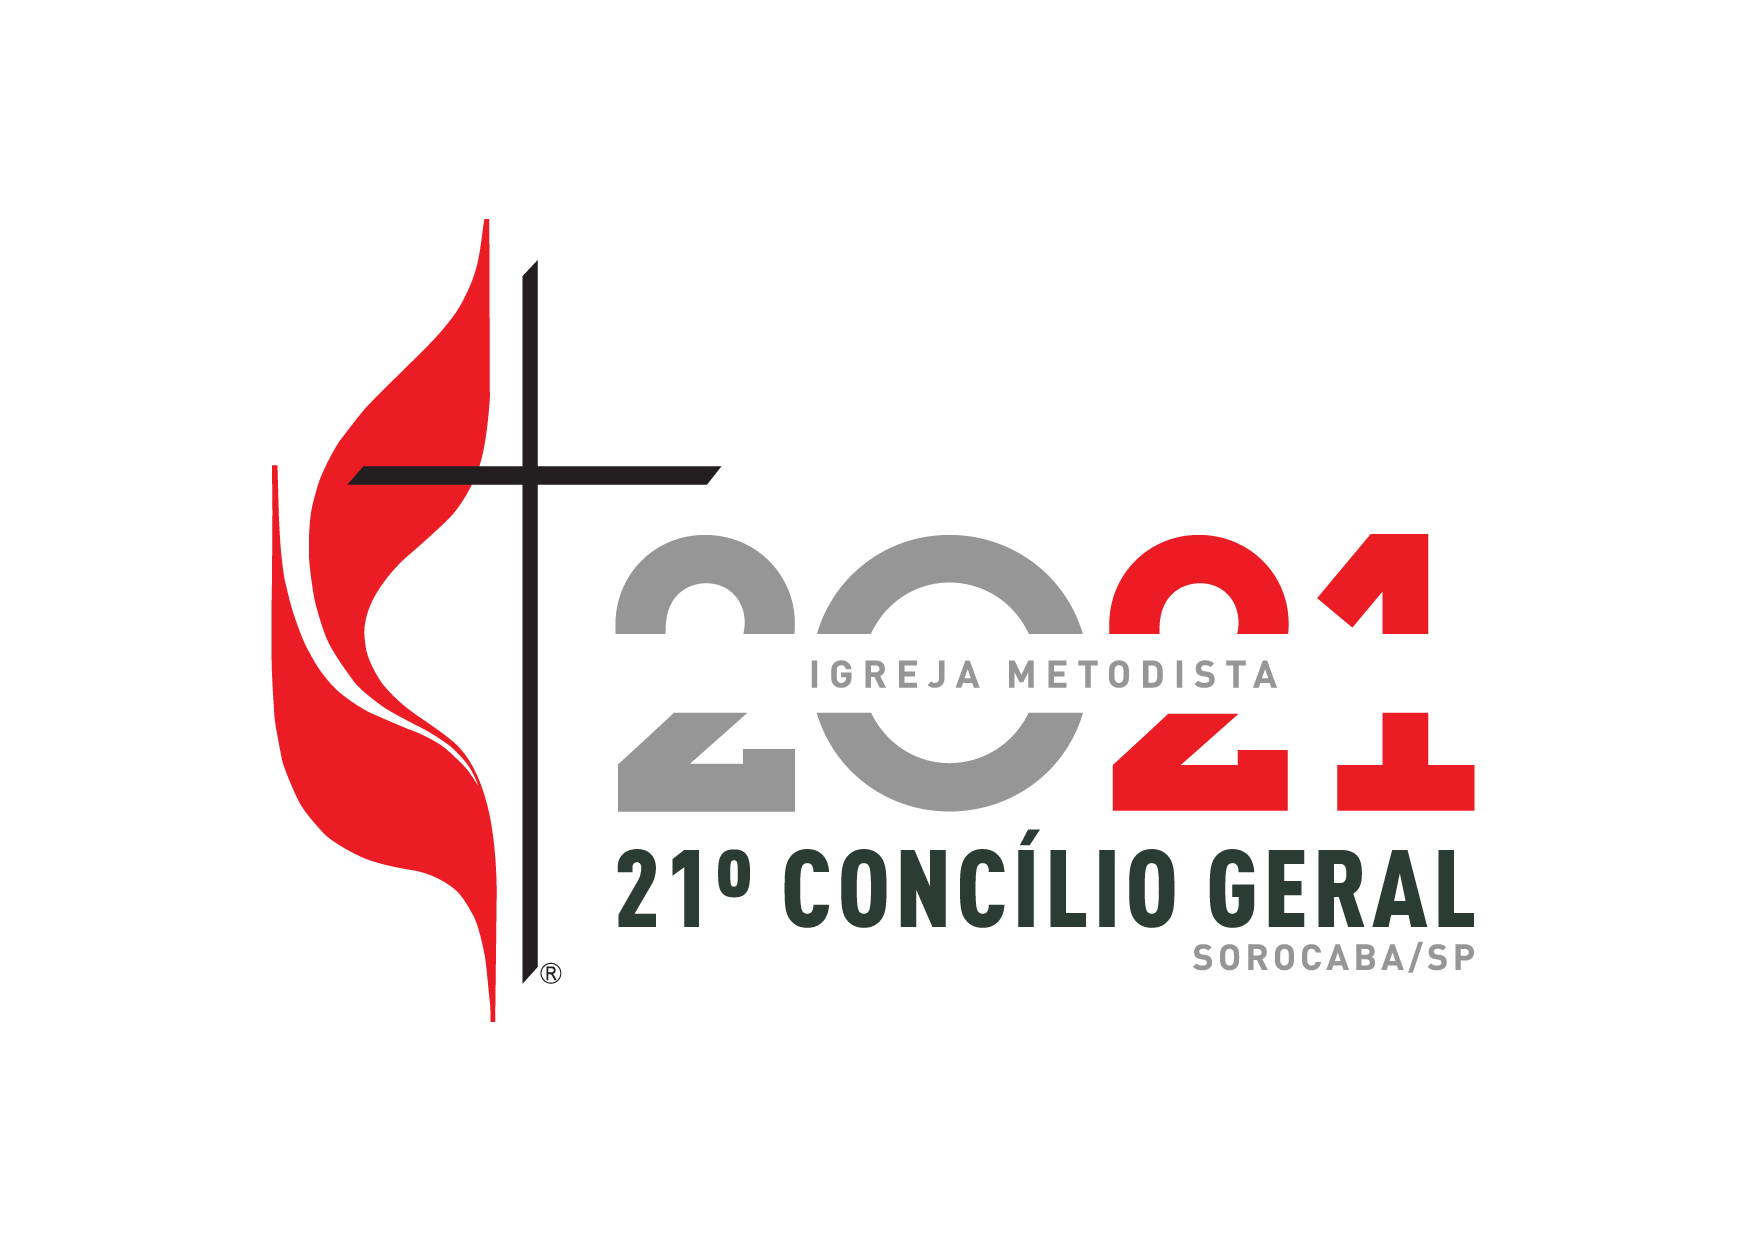 2021
IGREJA METODISTA
21º CONCÍLIO GERAL
SOROCABA/SP
®